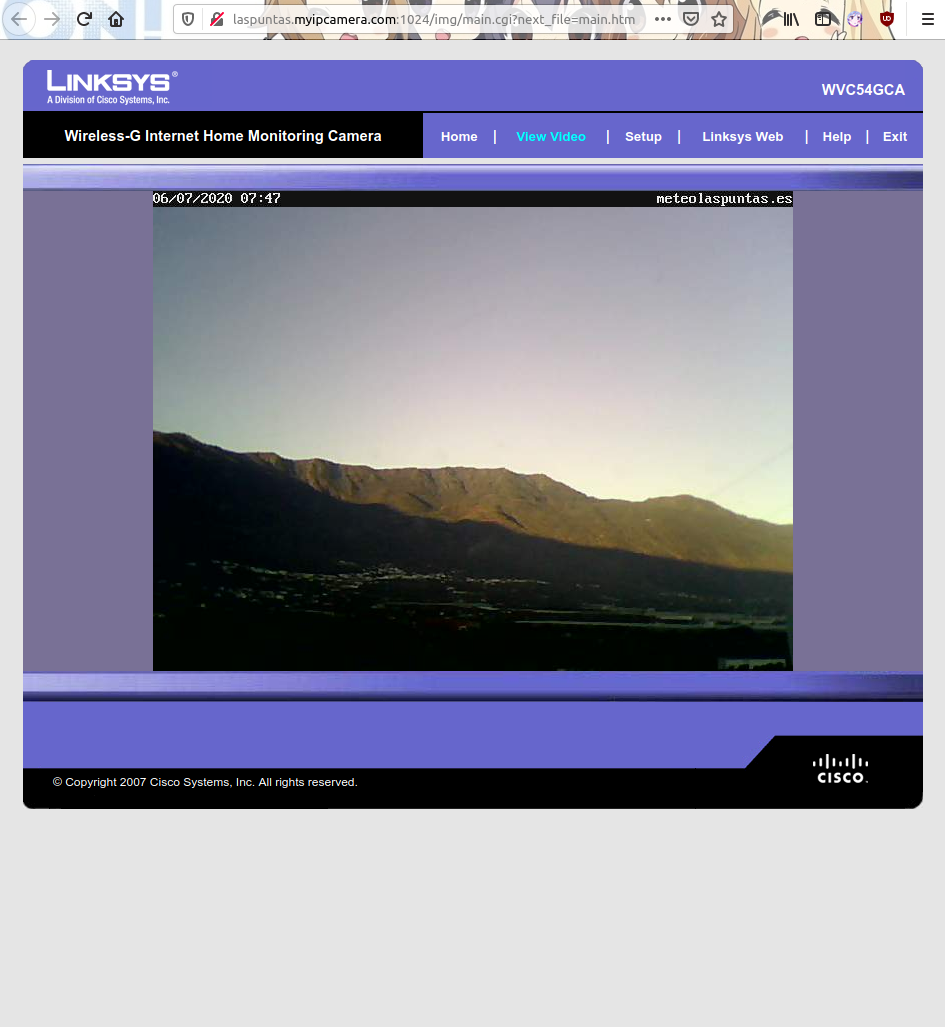 laspuntas.myipcamera.com:1024/img/main.cgi?next_file=main.htm
LINKSYS®
A Division of Cisco Systems, Inc.
WVC54GCA
Wireless-G Internet Home Monitoring Camera
Home | View Video | Setup | Linksys Web | Help | Exit
06/07/2020 07:47 meteolaspuntas.es
CISCO.
© Copyright 2007 Cisco Systems, Inc. All rights reserved.